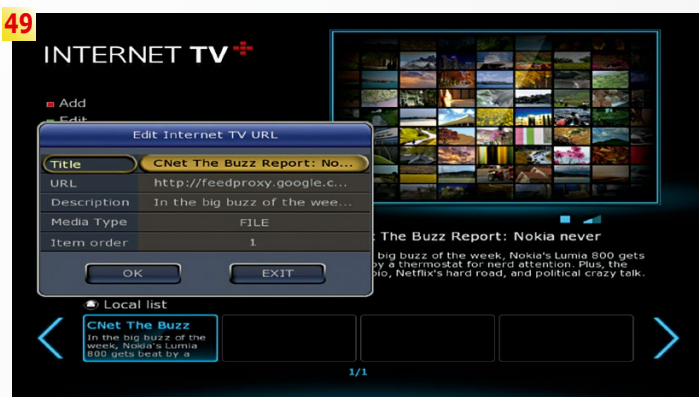 49
INTERNET TV
Add
Edit
Edit Internet TV URL
Title CNet The Buzz Report: No...
URL http://feedproxy.google.c...
Description In the big buzz of the wee...
Media Type FILE
Item order 1
OK EXIT
: The Buzz Report: Nokia never
big buzz of the week, Nokia's Lumia 800 gets
by a thermostat for nerd attention. Plus, the
Netflix's hard road, and political crazy talk.
Local list
CNet The Buzz
In the big buzz of the
week, Nokia's Lumia
800 gets beat by a
1/1